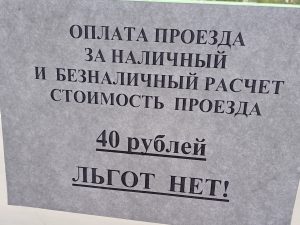 ОПЛАТА ПРОЕЗДА
ЗА НАЛИЧНЫЙ
И БЕЗНАЛИЧНЫЙ РАСЧЕТ
СТОИМОСТЬ ПРОЕЗДА
40 рублей
ЛЬГОТ НЕТ!